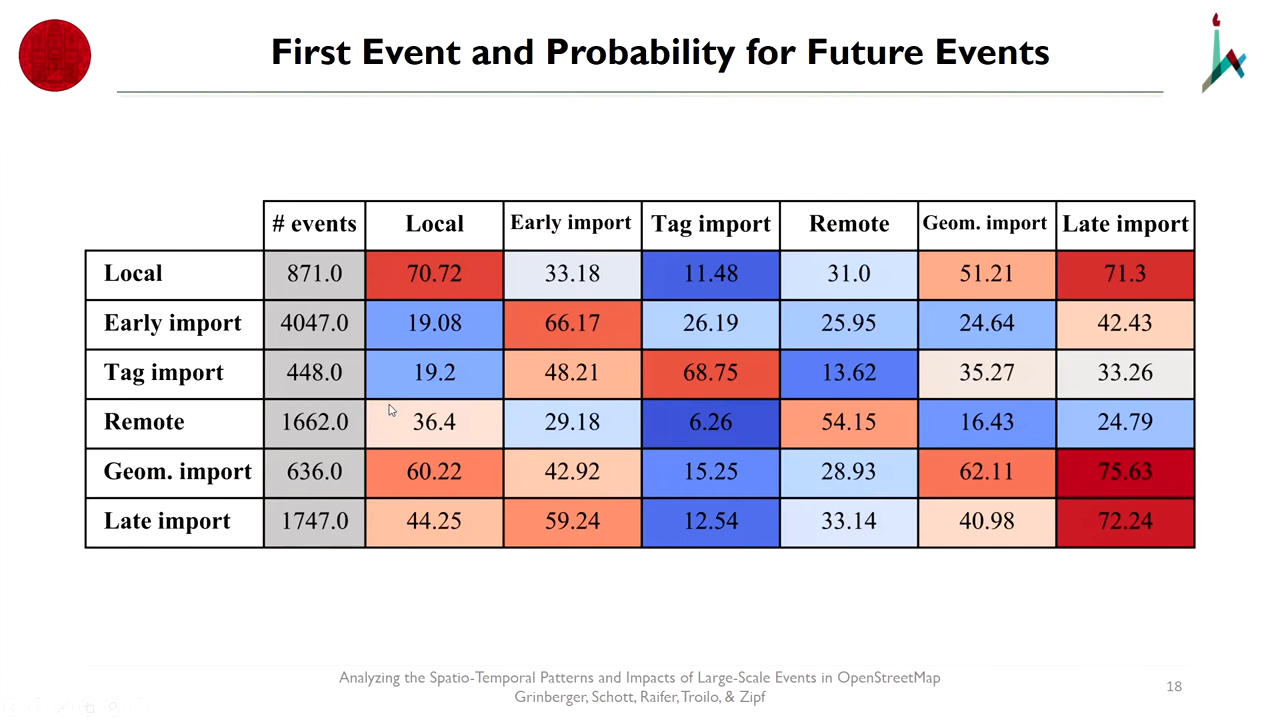 First Event and Probability for Future Events
# events Local Early import Tag import Remote Geom. import Late import
Local 871.0 70.72 33.18 11.48 31.0 51.21 71.3
Early import 4047.0 19.08 66.17 26.19 25.95 24.64 42.43
Tag import 448.0 19.2 48.21 68.75 13.62 35.27 33.26
Remote 1662.0 36.4 29.18 6.26 54.15 16.43 24.79
Geom. import 636.0 60.22 42.92 15.25 28.93 62.11 75.63
Late import 1747.0 44.25 59.24 12.54 33.14 40.98 72.24
Analyzing the Spatio-Temporal Patterns and Impacts of Large-Scale Events in OpenStreetMap
Grinberger, Schott, Raifer, Troilo, & Zipf
18